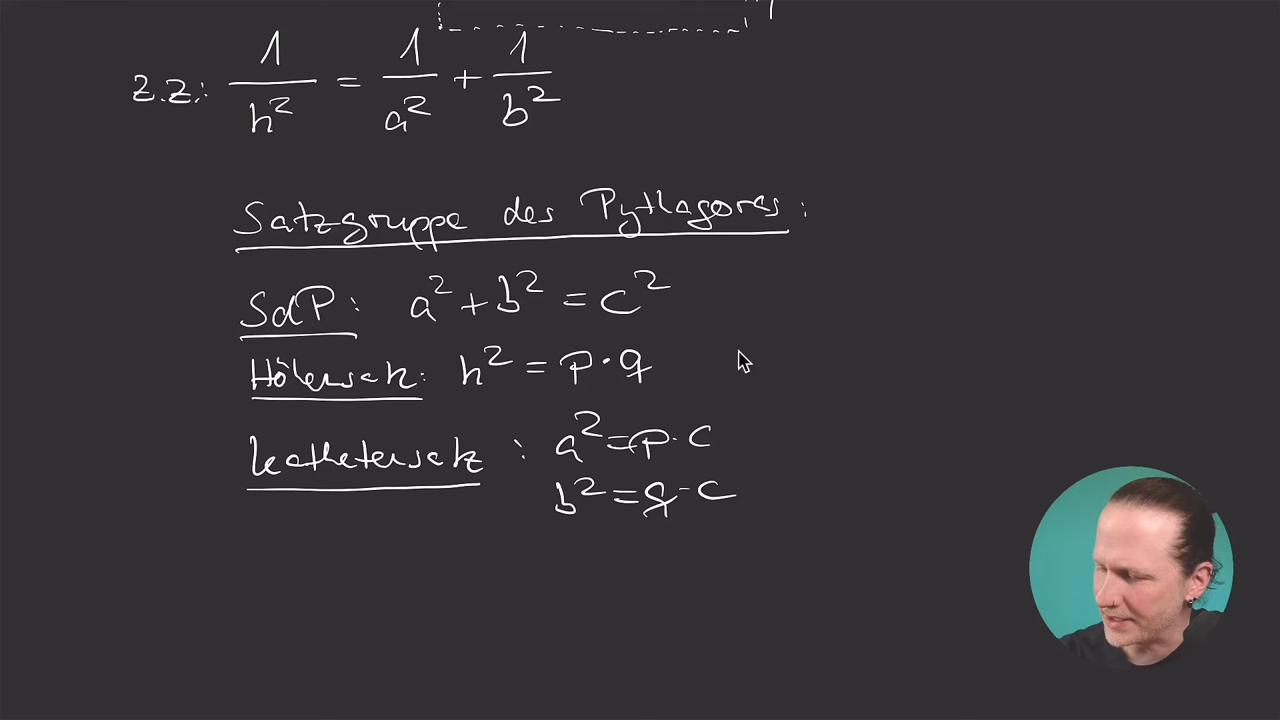 z.z.: 1/h² = 1/a² + 1/b²
Satzgruppe des Pythagoras:
SdP: a² + b² = c²
Höhensatz: h² = p · q
Kathetensatz: a² = p · c
b² = q · c